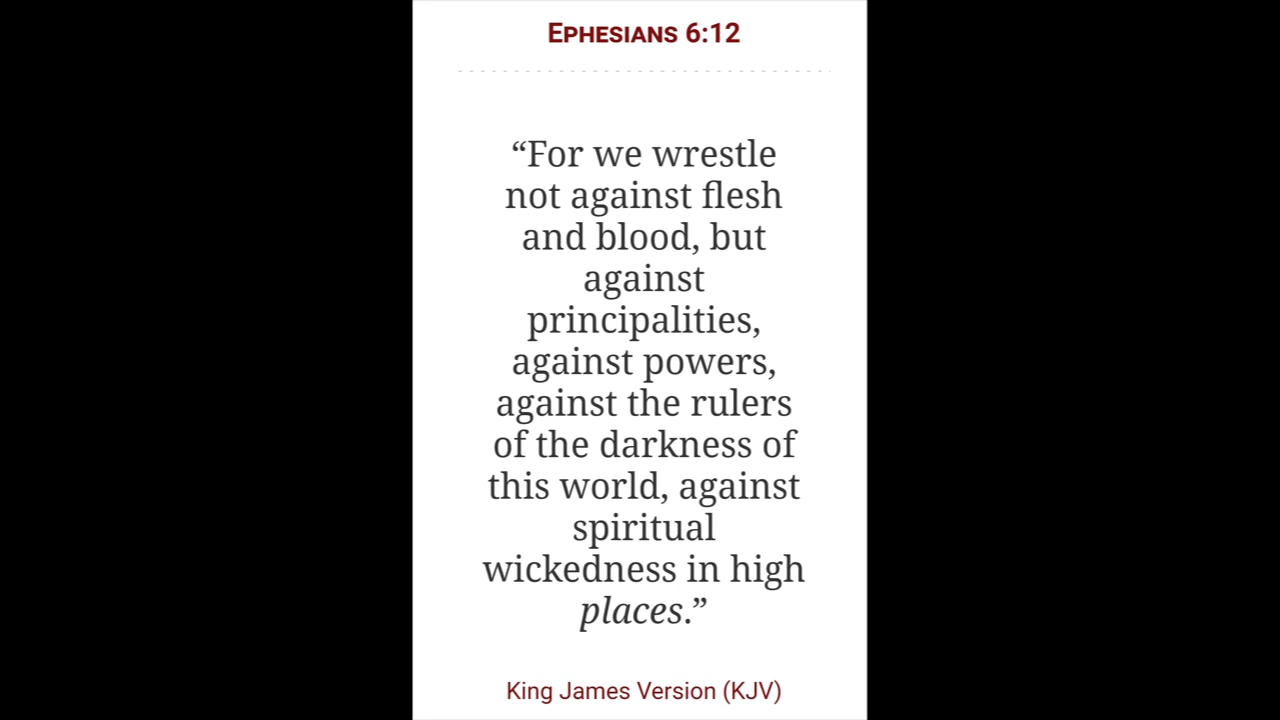 EPHESIANS 6:12
“For we wrestle
not against flesh
and blood, but
against
principalities,
against powers,
against the rulers
of the darkness of
this world, against
spiritual
wickedness in high
places.”
King James Version (KJV)